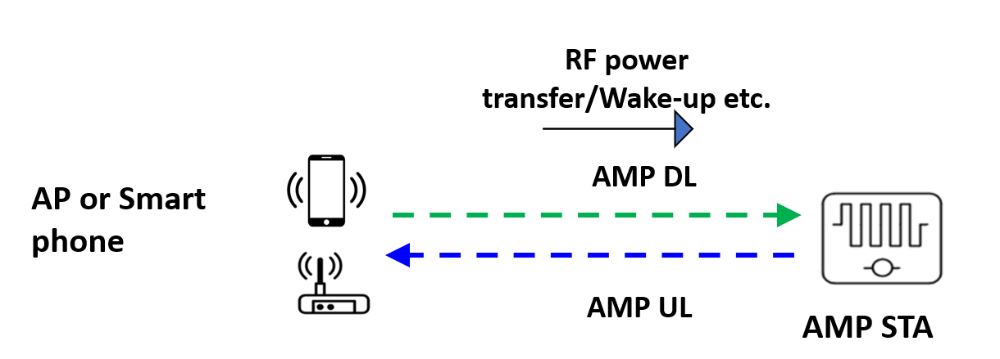 RF power
transfer/Wake-up etc.
AMP DL
AP or Smart
phone
AMP UL
AMP STA